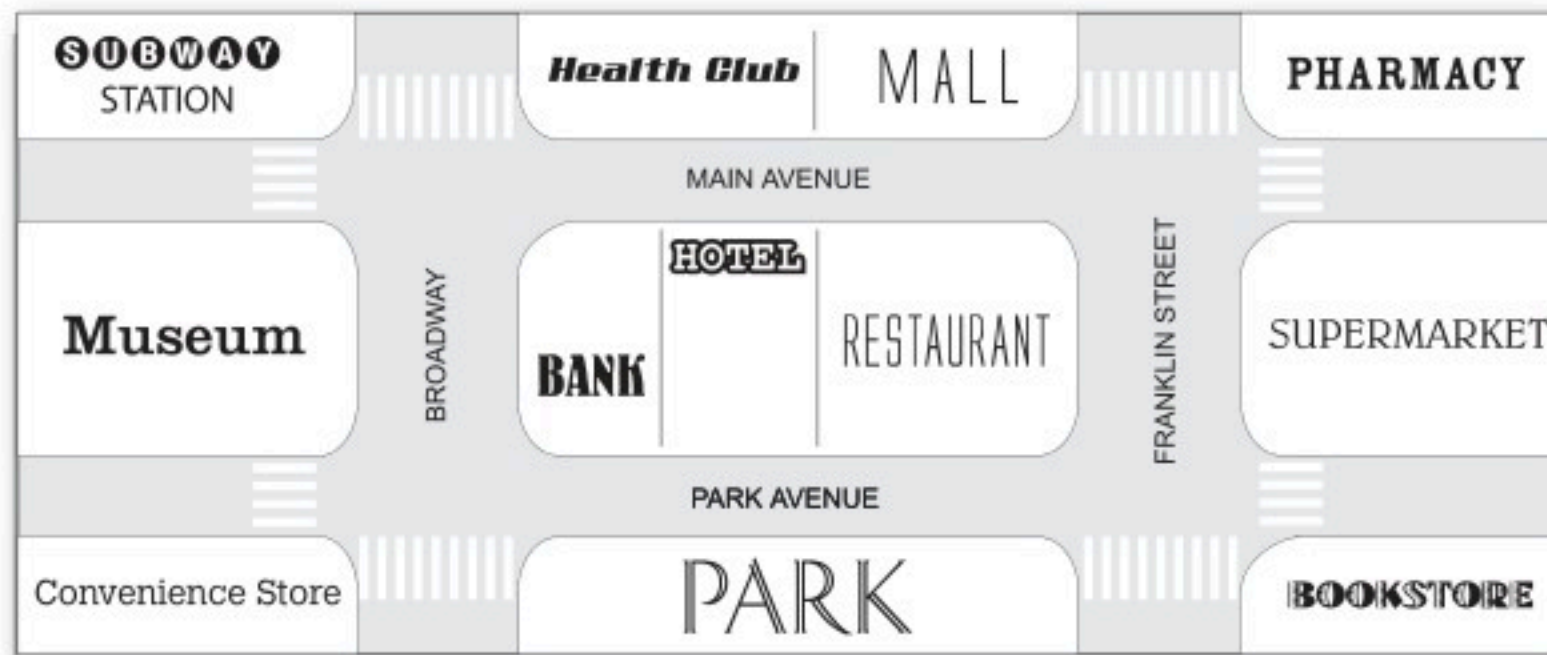 SUBWAY
STATION
Health Club
MALL
PHARMACY
MAIN AVENUE
Museum
BROADWAY
BANK
HOTEL
RESTAURANT
FRANKLIN STREET
SUPERMARKET
PARK AVENUE
Convenience Store
PARK
BOOKSTORE